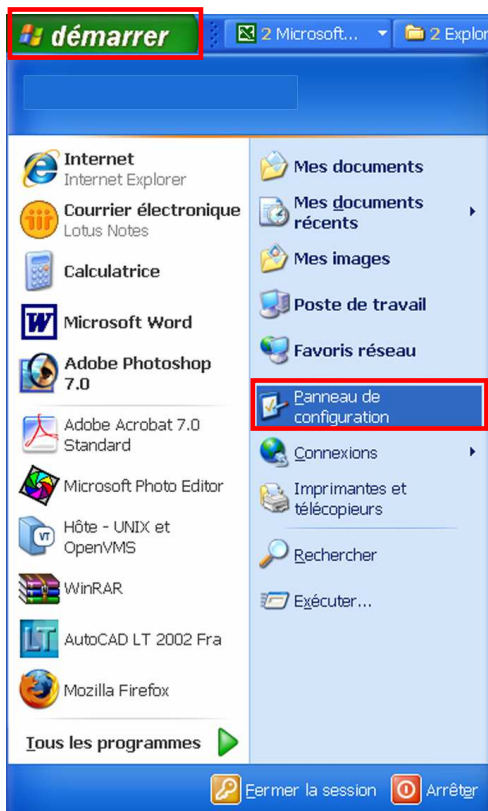 démarrer
2 Microsoft...
2 Explor
Internet
Internet Explorer
Courrier électronique
Lotus Notes
Calculatrice
Microsoft Word
Adobe Photoshop
7.0
Adobe Acrobat 7.0
Standard
Microsoft Photo Editor
Hôte - UNIX et
OpenVMS
WinRAR
AutoCAD LT 2002 Fra
Mozilla Firefox
Tous les programmes
Mes documents
Mes documents
récents
Mes images
Poste de travail
Favoris réseau
Panneau de
configuration
Connexions
Imprimantes et
télécopieurs
Rechercher
Exécuter...
Fermer la session
Arrêter